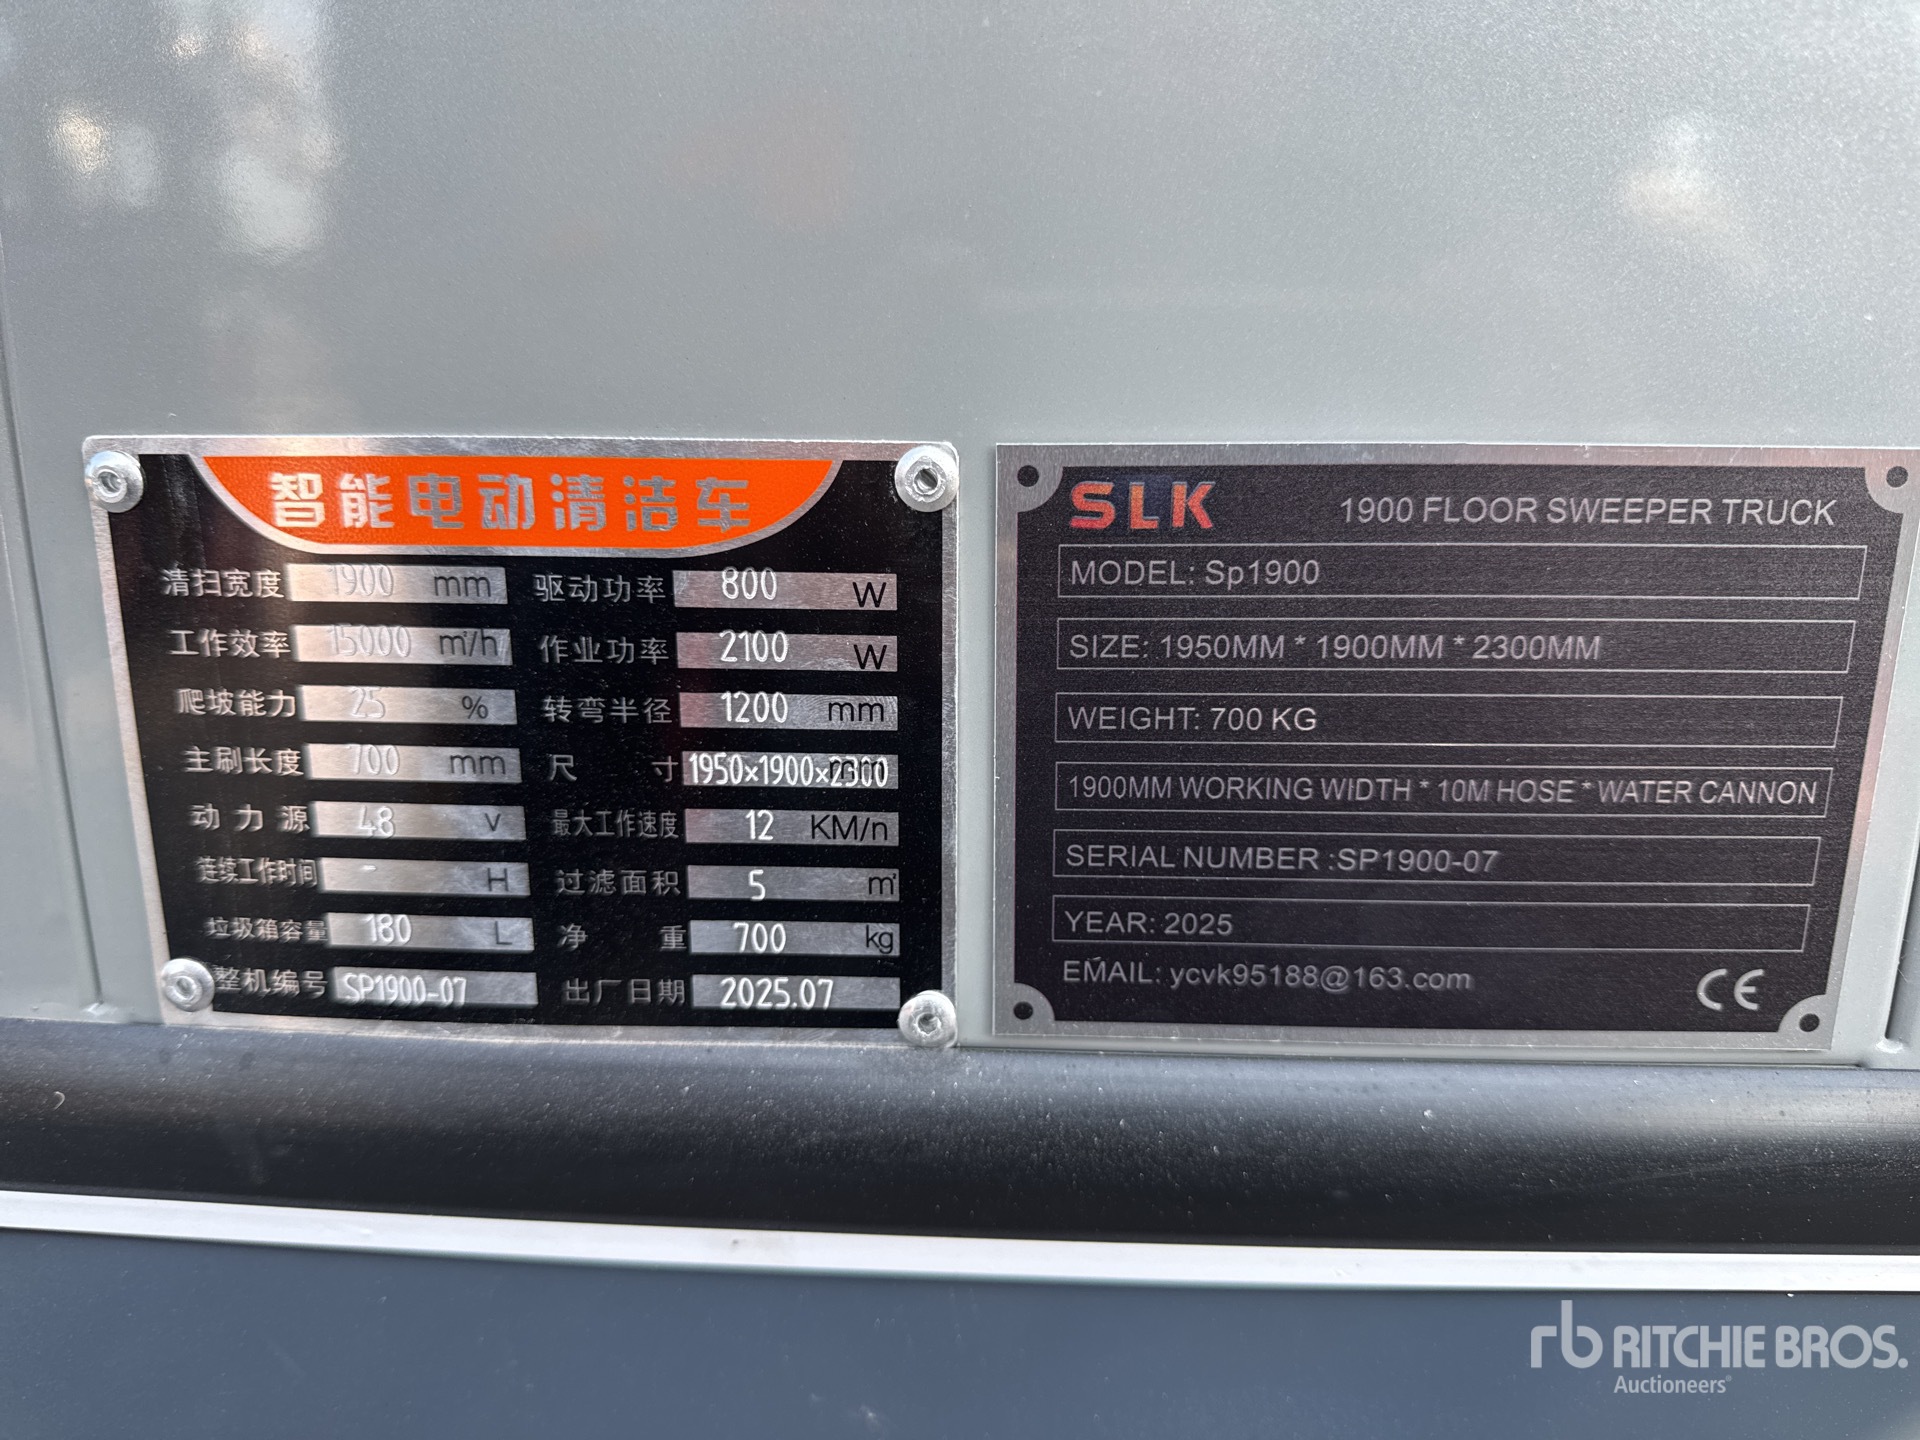 智能电动清洁车
清扫宽度 1900 mm 驱动功率 800 W
工作效率 15000 m²/h 作业功率 2100 W
爬坡能力 25 % 转弯半径 1200 mm
主刷长度 700 mm 尺寸 1950×1900×2300 mm
动力源 48 V 最大工作速度 12 KM/n
连续工作时间 - H 过滤面积 5 m²
垃圾箱容量 180 L 净重 700 kg
整机编号 SP1900-07 出厂日期 2025.07
SLK 1900 FLOOR SWEEPER TRUCK
MODEL: Sp1900
SIZE: 1950MM * 1900MM * 2300MM
WEIGHT: 700 KG
1900MM WORKING WIDTH * 10M HOSE * WATER CANNON
SERIAL NUMBER :SP1900-07
YEAR: 2025
EMAIL: ycvk95188@163.com
CE
rb RITCHIE BROS.
Auctioneers